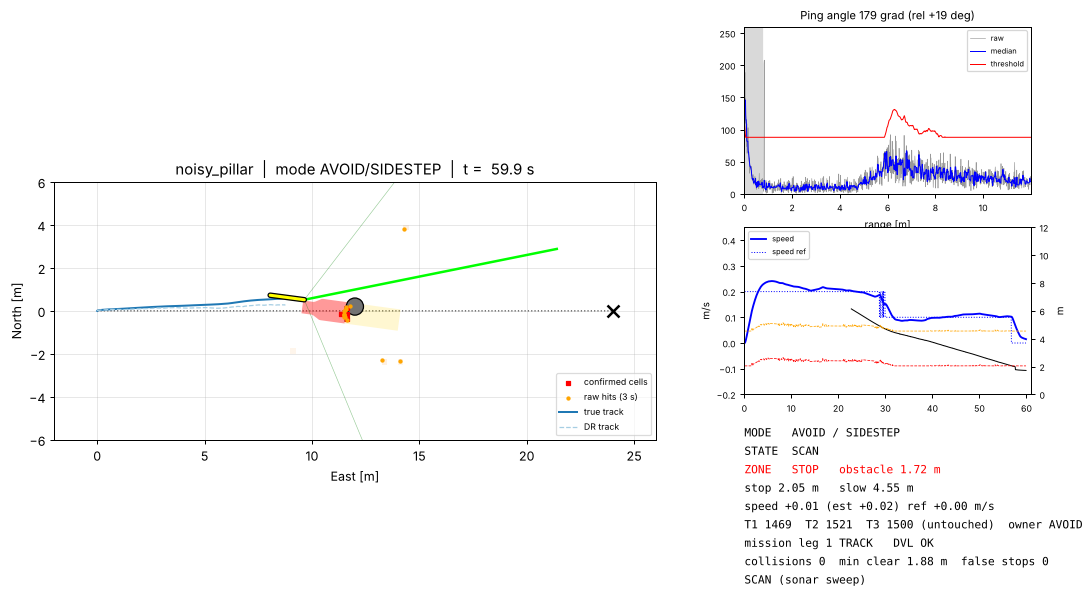 noisy_pillar | mode AVOID/SIDESTEP | t = 59.9 s
6
4
2
0
−2
−4
−6
North [m]
0
5
10
15
20
25
East [m]
confirmed cells
raw hits (3 s)
true track
DR track
Ping angle 179 grad (rel +19 deg)
250
200
150
100
50
0
raw
median
threshold
0
2
4
6
8
10
range [m]
0.4
0.3
0.2
0.1
0.0
−0.1
−0.2
m/s
speed
speed ref
12
10
8
6
4
2
0
m
0
10
20
30
40
50
60
MODE AVOID / SIDESTEP
STATE SCAN
ZONE STOP obstacle 1.72 m
stop 2.05 m slow 4.55 m
speed +0.01 (est +0.02) ref +0.00 m/s
T1 1469 T2 1521 T3 1500 (untouched) owner AVOID
mission leg 1 TRACK DVL OK
collisions 0 min clear 1.88 m false stops 0
SCAN (sonar sweep)